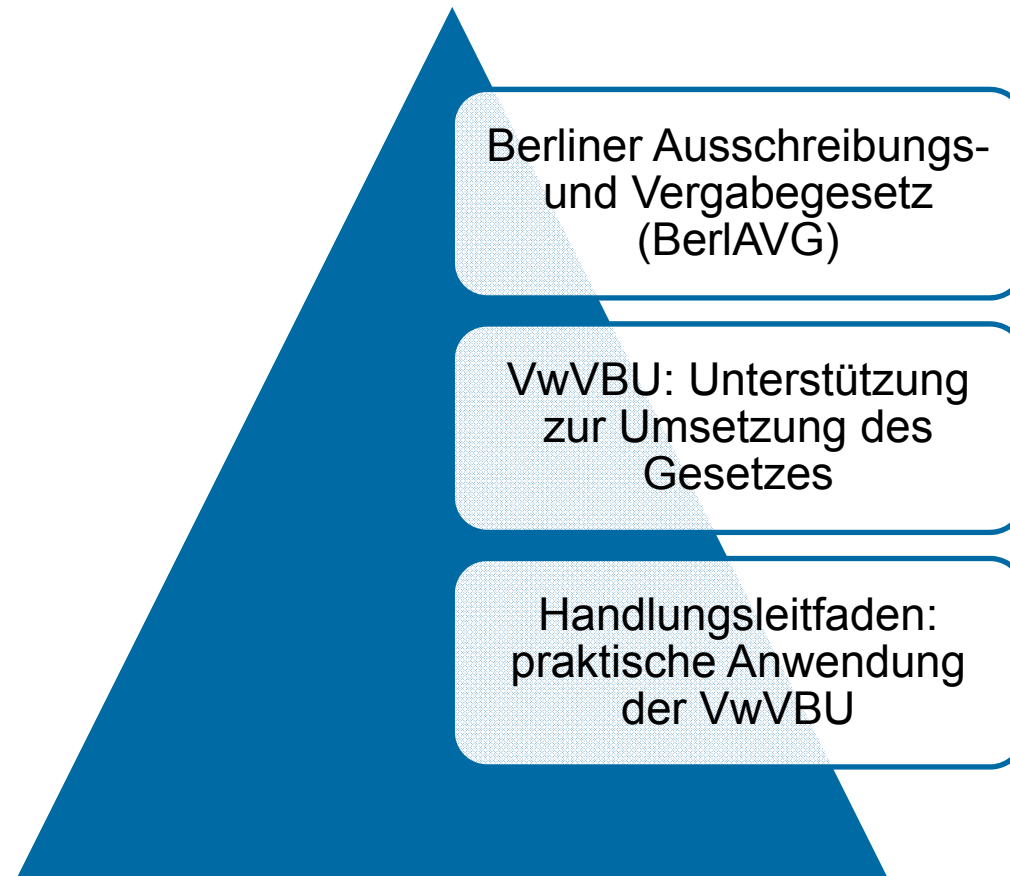 Berliner Ausschreibungs-
und Vergabegesetz
(BerlAVG)
VwVBU: Unterstützung
zur Umsetzung des
Gesetzes
Handlungsleitfaden:
praktische Anwendung
der VwVBU